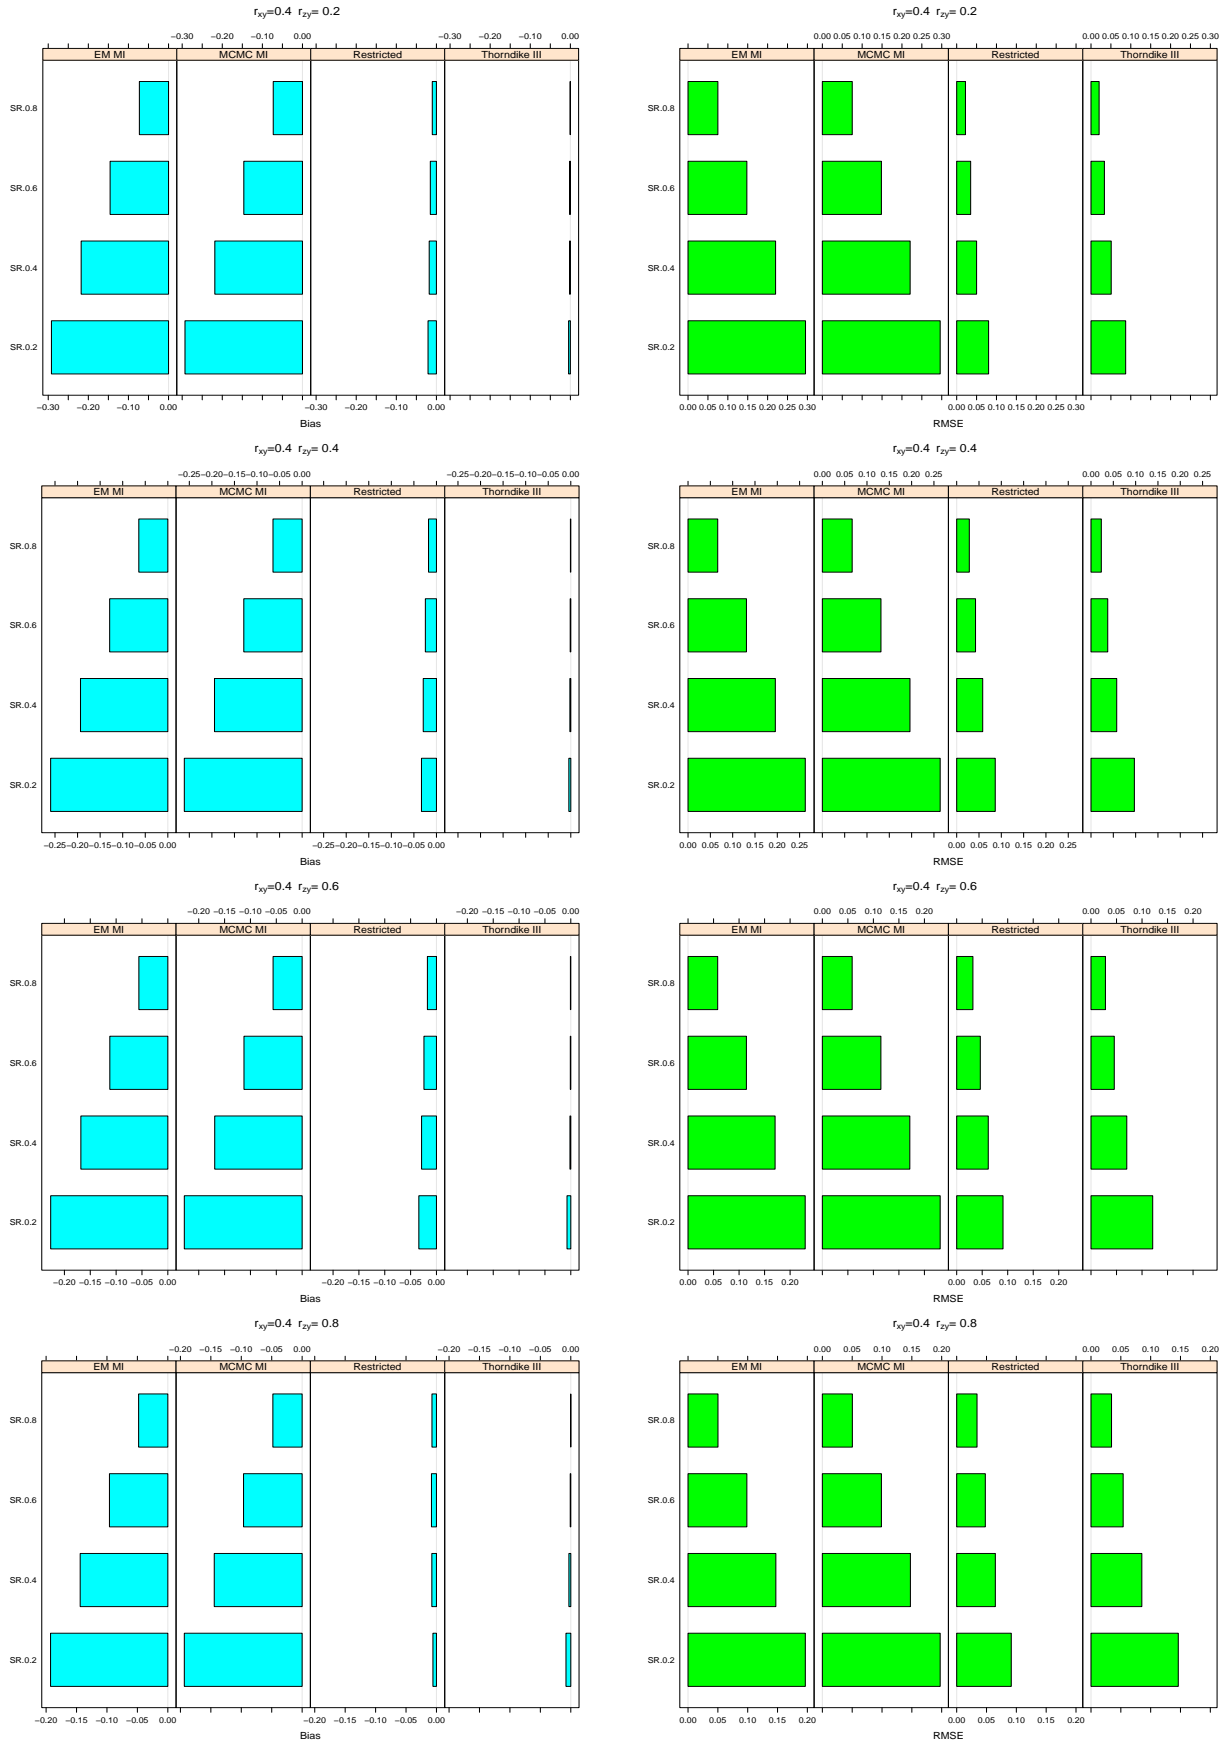 r_xy=0.4 r_zy= 0.2
−0.30 −0.20 −0.10 0.00 −0.30 −0.20 −0.10 0.00
EM MI MCMC MI Restricted Thorndike III
SR.0.8
SR.0.6
SR.0.4
SR.0.2
−0.30 −0.20 −0.10 0.00 −0.30 −0.20 −0.10 0.00
Bias
r_xy=0.4 r_zy= 0.2
0.00 0.05 0.10 0.15 0.20 0.25 0.30 0.00 0.05 0.10 0.15 0.20 0.25 0.30
EM MI MCMC MI Restricted Thorndike III
SR.0.8
SR.0.6
SR.0.4
SR.0.2
0.00 0.05 0.10 0.15 0.20 0.25 0.30 0.00 0.05 0.10 0.15 0.20 0.25 0.30
RMSE
r_xy=0.4 r_zy= 0.4
−0.25 −0.20 −0.15 −0.10 −0.05 0.00 −0.25 −0.20 −0.15 −0.10 −0.05 0.00
EM MI MCMC MI Restricted Thorndike III
SR.0.8
SR.0.6
SR.0.4
SR.0.2
−0.25 −0.20 −0.15 −0.10 −0.05 0.00 −0.25 −0.20 −0.15 −0.10 −0.05 0.00
Bias
r_xy=0.4 r_zy= 0.4
0.00 0.05 0.10 0.15 0.20 0.25 0.00 0.05 0.10 0.15 0.20 0.25
EM MI MCMC MI Restricted Thorndike III
SR.0.8
SR.0.6
SR.0.4
SR.0.2
0.00 0.05 0.10 0.15 0.20 0.25 0.00 0.05 0.10 0.15 0.20 0.25
RMSE
r_xy=0.4 r_zy= 0.6
−0.20 −0.15 −0.10 −0.05 0.00 −0.20 −0.15 −0.10 −0.05 0.00
EM MI MCMC MI Restricted Thorndike III
SR.0.8
SR.0.6
SR.0.4
SR.0.2
−0.20 −0.15 −0.10 −0.05 0.00 −0.20 −0.15 −0.10 −0.05 0.00
Bias
r_xy=0.4 r_zy= 0.6
0.00 0.05 0.10 0.15 0.20 0.00 0.05 0.10 0.15 0.20
EM MI MCMC MI Restricted Thorndike III
SR.0.8
SR.0.6
SR.0.4
SR.0.2
0.00 0.05 0.10 0.15 0.20 0.00 0.05 0.10 0.15 0.20
RMSE
r_xy=0.4 r_zy= 0.8
−0.20 −0.15 −0.10 −0.05 0.00 −0.20 −0.15 −0.10 −0.05 0.00
EM MI MCMC MI Restricted Thorndike III
SR.0.8
SR.0.6
SR.0.4
SR.0.2
−0.20 −0.15 −0.10 −0.05 0.00 −0.20 −0.15 −0.10 −0.05 0.00
Bias
r_xy=0.4 r_zy= 0.8
0.00 0.05 0.10 0.15 0.20 0.00 0.05 0.10 0.15 0.20
EM MI MCMC MI Restricted Thorndike III
SR.0.8
SR.0.6
SR.0.4
SR.0.2
0.00 0.05 0.10 0.15 0.20 0.00 0.05 0.10 0.15 0.20
RMSE